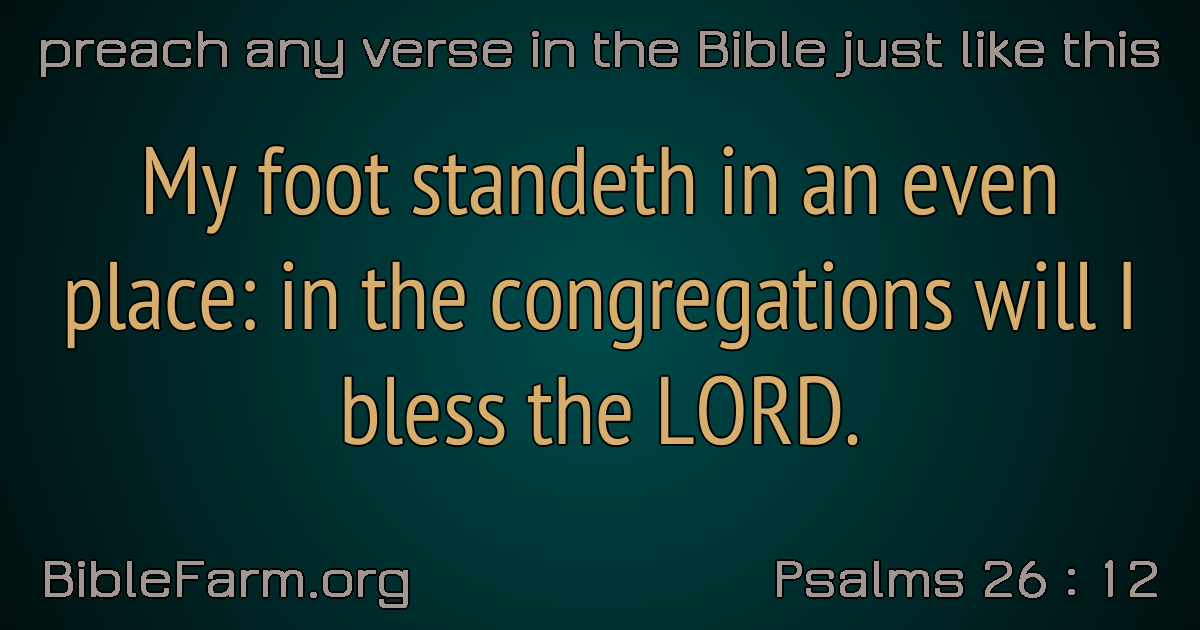 preach any verse in the Bible just like this
My foot standeth in an even
place: in the congregations will I
bless the LORD.
BibleFarm.org
Psalms 26 : 12